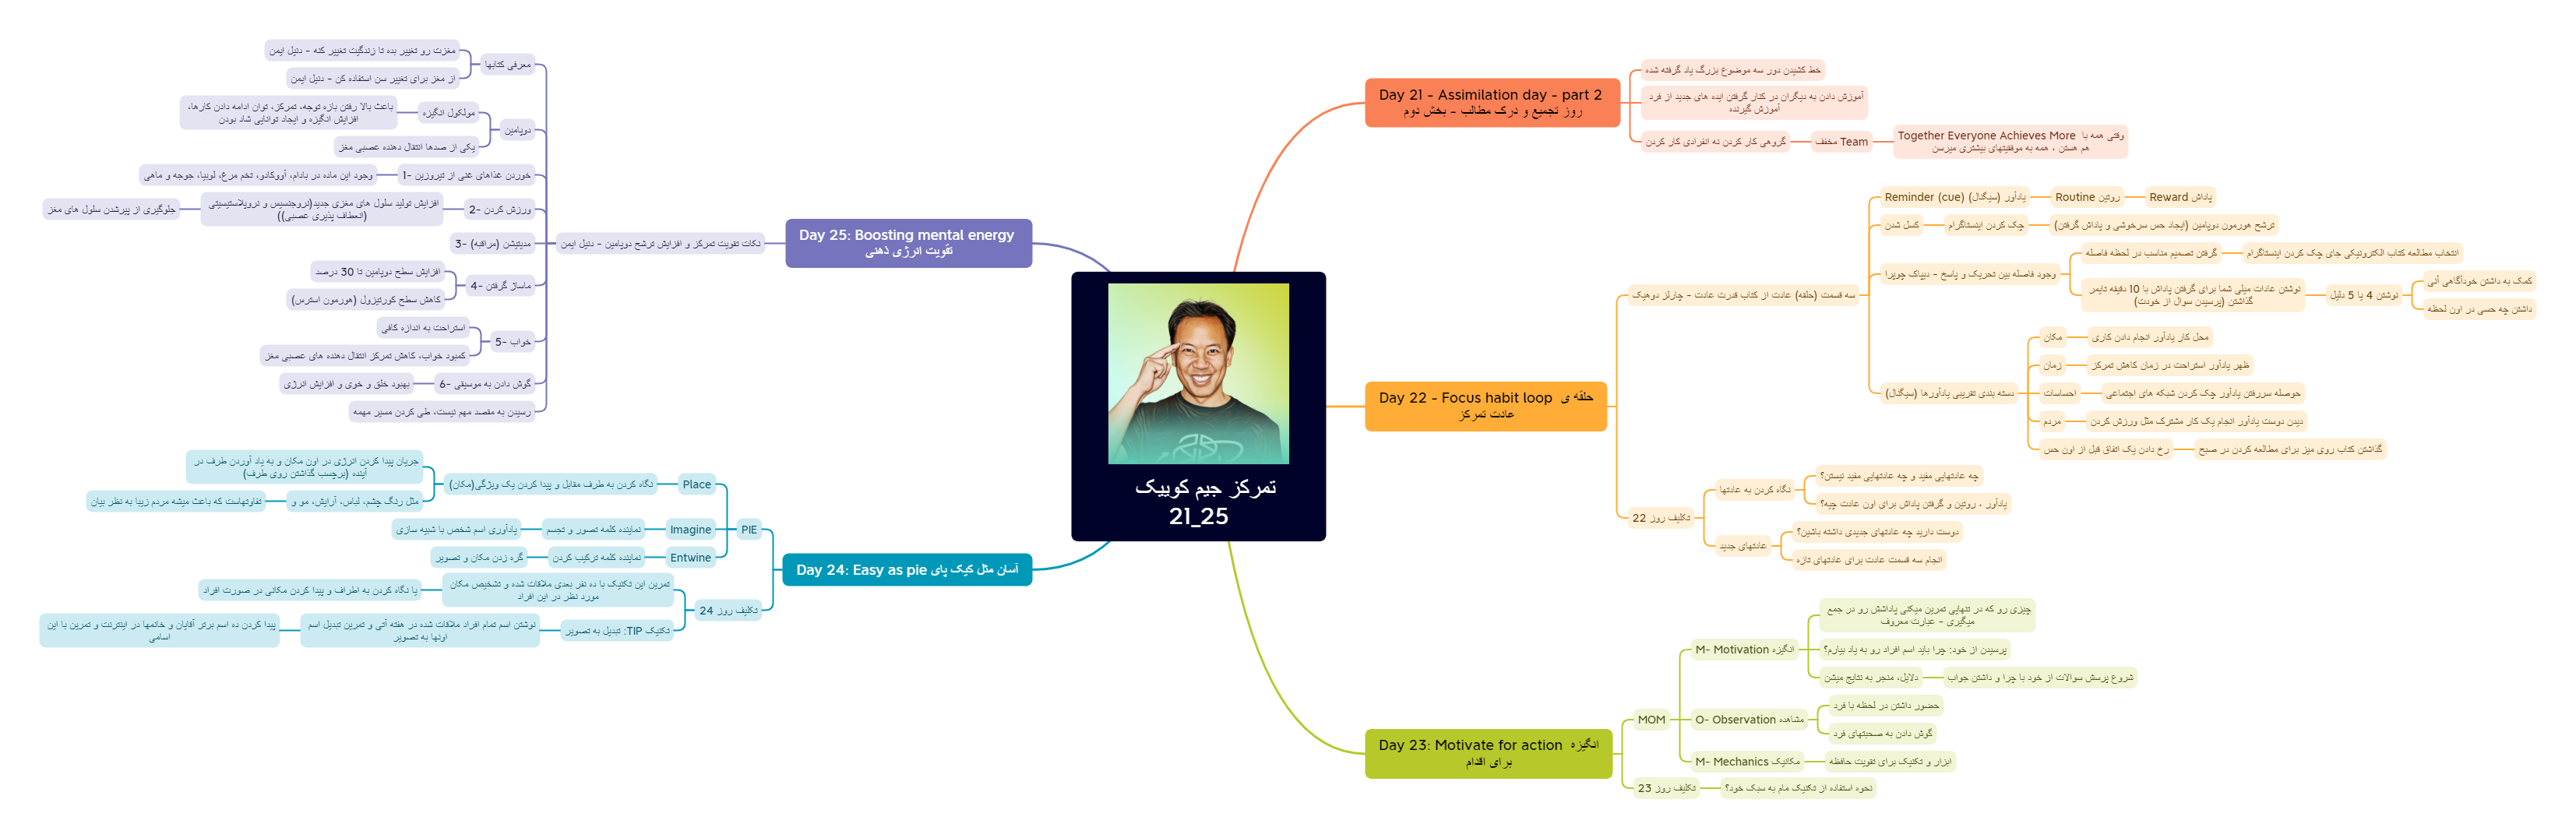 تمرکز جیم کوییک
21_25
Day 21 - Assimilation day - part 2
روز تجمیع و درک مطالب - بخش دوم
خط کشیدن دور سه موضوع بزرگ یاد گرفته شده
آموزش دادن به دیگران در کنار گرفتن ایده های جدید از فرد
آموزش گیرنده
گروهی کار کردن نه انفرادی کار کردن
مخفف Team
Together Everyone Achieves More وقتی همه با
هم هستن ، همه به موفقیتهای بیشتری میرسن
Day 22 - Focus habit loop حلقه ی
عادت تمرکز
سه قسمت (حلقه) عادت از کتاب قدرت عادت - چارلز دوهیگ
Reminder (cue) یادآور (سیگنال)
Routine روتین
Reward پاداش
کسل شدن
چک کردن اینستاگرام
ترشح هورمون دوپامین (ایجاد حس سرخوشی و پاداش گرفتن)
وجود فاصله بین تحریک و پاسخ - دیپاک چوپرا
گرفتن تصمیم مناسب در لحظه فاصله
انتخاب مطالعه کتاب الکترونیکی جای چک کردن اینستاگرام
نوشتن عادات میلی شما برای گرفتن پاداش با 10 دقیقه تایمر
گذاشتن (پرسیدن سوال از خودت)
نوشتن 4 یا 5 دلیل
کمک به داشتن خودآگاهی آنی
داشتن چه حسی در اون لحظه
دسته بندی تقریبی یادآورها (سیگنال)
مکان
محل کار یادآور انجام دادن کاری
زمان
ظهر یادآور استراحت در زمان کاهش تمرکز
احساسات
حوصله سررفتن یادآور چک کردن شبکه های اجتماعی
مردم
دیدن دوست یادآور انجام یک کار مشترک مثل ورزش کردن
رخ دادن یک اتفاق قبل از اون حس
گذاشتن کتاب روی میز برای مطالعه کردن در صبح
تکلیف روز 22
نگاه کردن به عادتها
چه عادتهایی مفید و چه عادتهایی مفید نیستن؟
یادآور ، روتین و گرفتن پاداش برای اون عادت چیه؟
عادتهای جدید
دوست دارید چه عادتهای جدیدی داشته باشین؟
انجام سه قسمت عادت برای عادتهای تازه
Day 23: Motivate for action انگیزه
برای اقدام
MOM
M- Motivation انگیزه
چیزی رو که در تنهایی تمرین میکنی پاداشش رو در جمع
میگیری - عبارت معروف
پرسیدن از خود: چرا باید اسم افراد رو به یاد بیارم؟
دلایل، منجر به نتایج میشن
شروع پرسش سوالات از خود با چرا و داشتن جواب
O- Observation مشاهده
حضور داشتن در لحظه با فرد
گوش دادن به صحبتهای فرد
M- Mechanics مکانیک
ابزار و تکنیک برای تقویت حافظه
تکلیف روز 23
نحوه استفاده از تکنیک مام به سبک خود؟
Day 24: Easy as pie آسان مثل کیک پای
PIE
Place
نگاه کردن به طرف مقابل و پیدا کردن یک ویژگی(مکان)
جریان پیدا کردن انرژی در اون مکان و به یاد آوردن طرف در
آینده (برچسب گذاشتن روی طرف)
مثل رنگ چشم، لباس، آرایش، مو و
تفاوتهاست که باعث میشه مردم زیبا به نظر بیان
Imagine
نماینده کلمه تصور و تجسم
یادآوری اسم شخص با شبیه سازی
Entwine
نماینده کلمه ترکیب کردن
گره زدن مکان و تصویر
تکلیف روز 24
تمرین این تکنیک با ده نفر بعدی ملاقات شده و تشخیص مکان
مورد نظر در این افراد
یا نگاه کردن به اطراف و پیدا کردن مکانی در صورت افراد
تکنیک TIP: تبدیل به تصویر
نوشتن اسم تمام افراد ملاقات شده در هفته آتی و تمرین تبدیل اسم
اونها به تصویر
پیدا کردن ده اسم برتر آقایان و خانمها در اینترنت و تمرین با این
اسامی
Day 25: Boosting mental energy
تقویت انرژی ذهنی
نکات تقویت تمرکز و افزایش ترشح دوپامین - دنیل ایمن
معرفی کتابها
مغزت رو تغییر بده تا زندگیت تغییر کنه - دنیل ایمن
از مغز برای تغییر سن استفاده کن - دنیل ایمن
دوپامین
مولکول انگیزه
باعث بالا رفتن بازه توجه، تمرکز، توان ادامه دادن کارها،
افزایش انگیزه و ایجاد توانایی شاد بودن
یکی از صدها انتقال دهنده عصبی مغز
1- خوردن غذاهای غنی از تیروزین
وجود این ماده در بادام، آووکادو، تخم مرغ، لوبیا، جوجه و ماهی
2- ورزش کردن
افزایش تولید سلول های مغزی جدید(نروجنسیس و نروپلاستیسیتی
(انعطاف پذیری عصبی))
جلوگیری از پیرشدن سلول های مغز
3- مدیتیشن (مراقبه)
4- ماساژ گرفتن
افزایش سطح دوپامین تا 30 درصد
کاهش سطح کورتیزول (هورمون استرس)
5- خواب
استراحت به اندازه کافی
کمبود خواب، کاهش تمرکز انتقال دهنده های عصبی مغز
6- گوش دادن به موسیقی
بهبود خلق و خوی و افزایش انرژی
رسیدن به مقصد مهم نیست، طی کردن مسیر مهمه